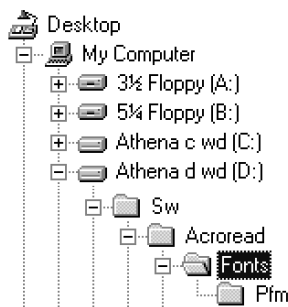 Desktop
My Computer
3½ Floppy (A:)
5¼ Floppy (B:)
Athena c wd (C:)
Athena d wd (D:)
Sw
Acroread
Fonts
Pfm